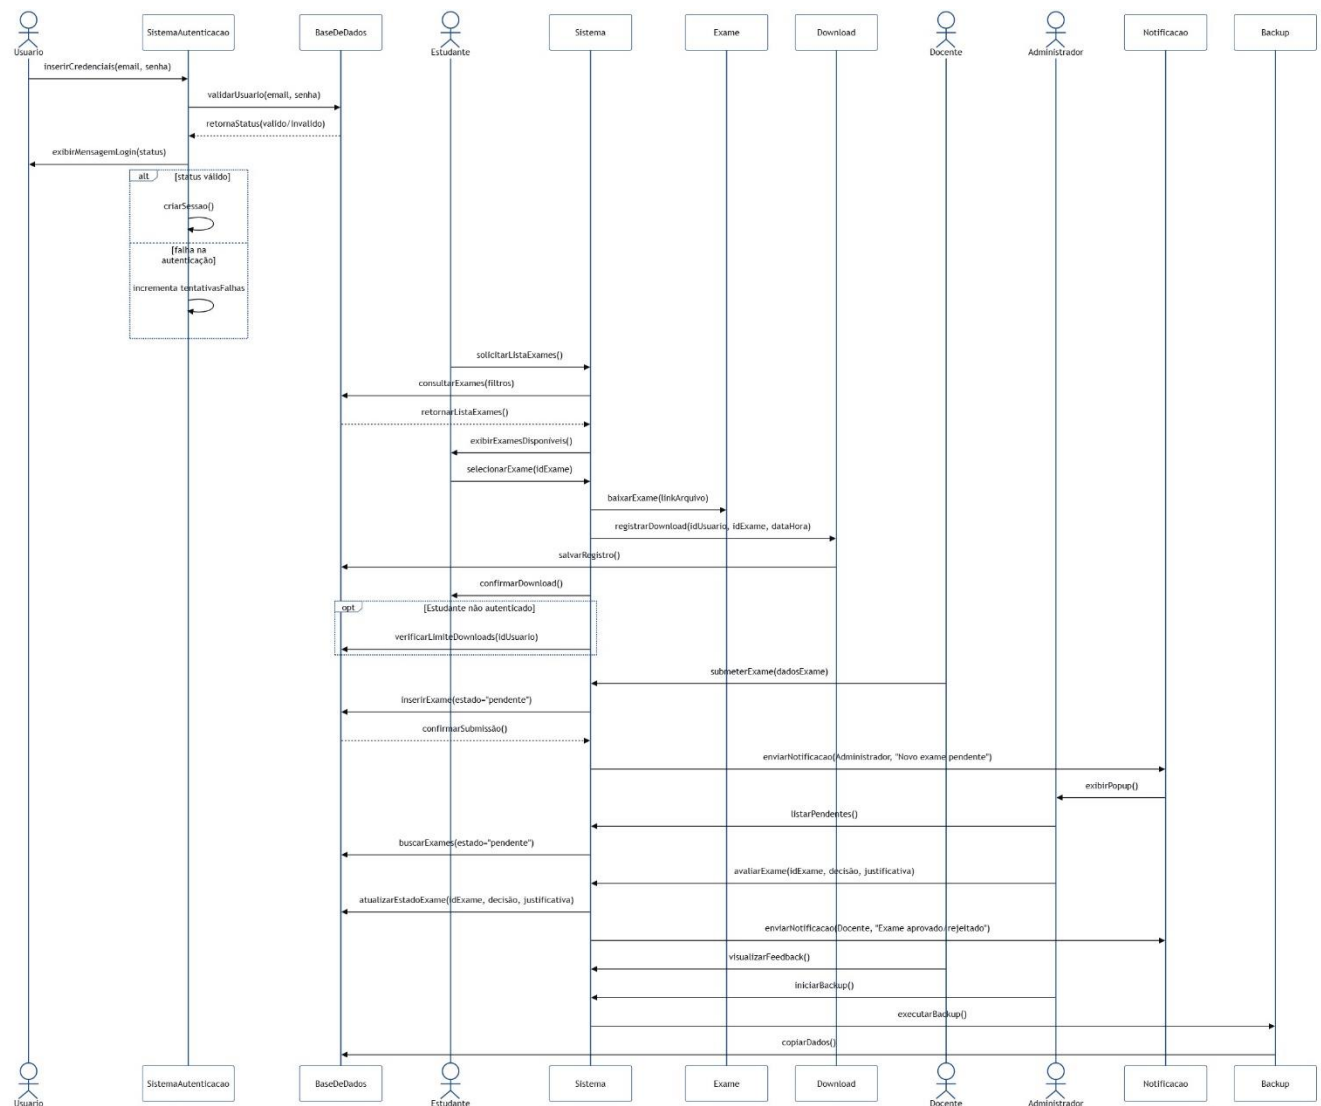 Usuario
SistemaAutenticacao
BaseDeDados
Estudante
Sistema
Exame
Download
Docente
Administrador
Notificacao
Backup
inserirCredenciais(email, senha)
validarUsuario(email, senha)
retornaStatus(valido/invalido)
exibirMensagemLogin(status)
alt
[status válido]
criarSessao()
[falha na
autenticação]
incrementa tentativasFalhas
solicitarListaExames()
consultarExames(filtros)
retornarListaExames()
exibirExamesDisponíveis()
selecionarExame(idExame)
baixarExame(linkArquivo)
registrarDownload(idUsuario, idExame, dataHora)
salvarRegistro()
confirmarDownload()
opt
[Estudante não autenticado]
verificarLimiteDownloads(idUsuario)
submeterExame(dadosExame)
inserirExame(estado="pendente")
confirmarSubmissão()
enviarNotificacao(Administrador, "Novo exame pendente")
exibirPopup()
listarPendentes()
buscarExames(estado="pendente")
avaliarExame(idExame, decisão, justificativa)
atualizarEstadoExame(idExame, decisão, justificativa)
enviarNotificacao(Docente, "Exame aprovado/rejeitado")
visualizarFeedback()
iniciarBackup()
executarBackup()
copiarDados()
Usuario
SistemaAutenticacao
BaseDeDados
Estudante
Sistema
Exame
Download
Docente
Administrador
Notificacao
Backup